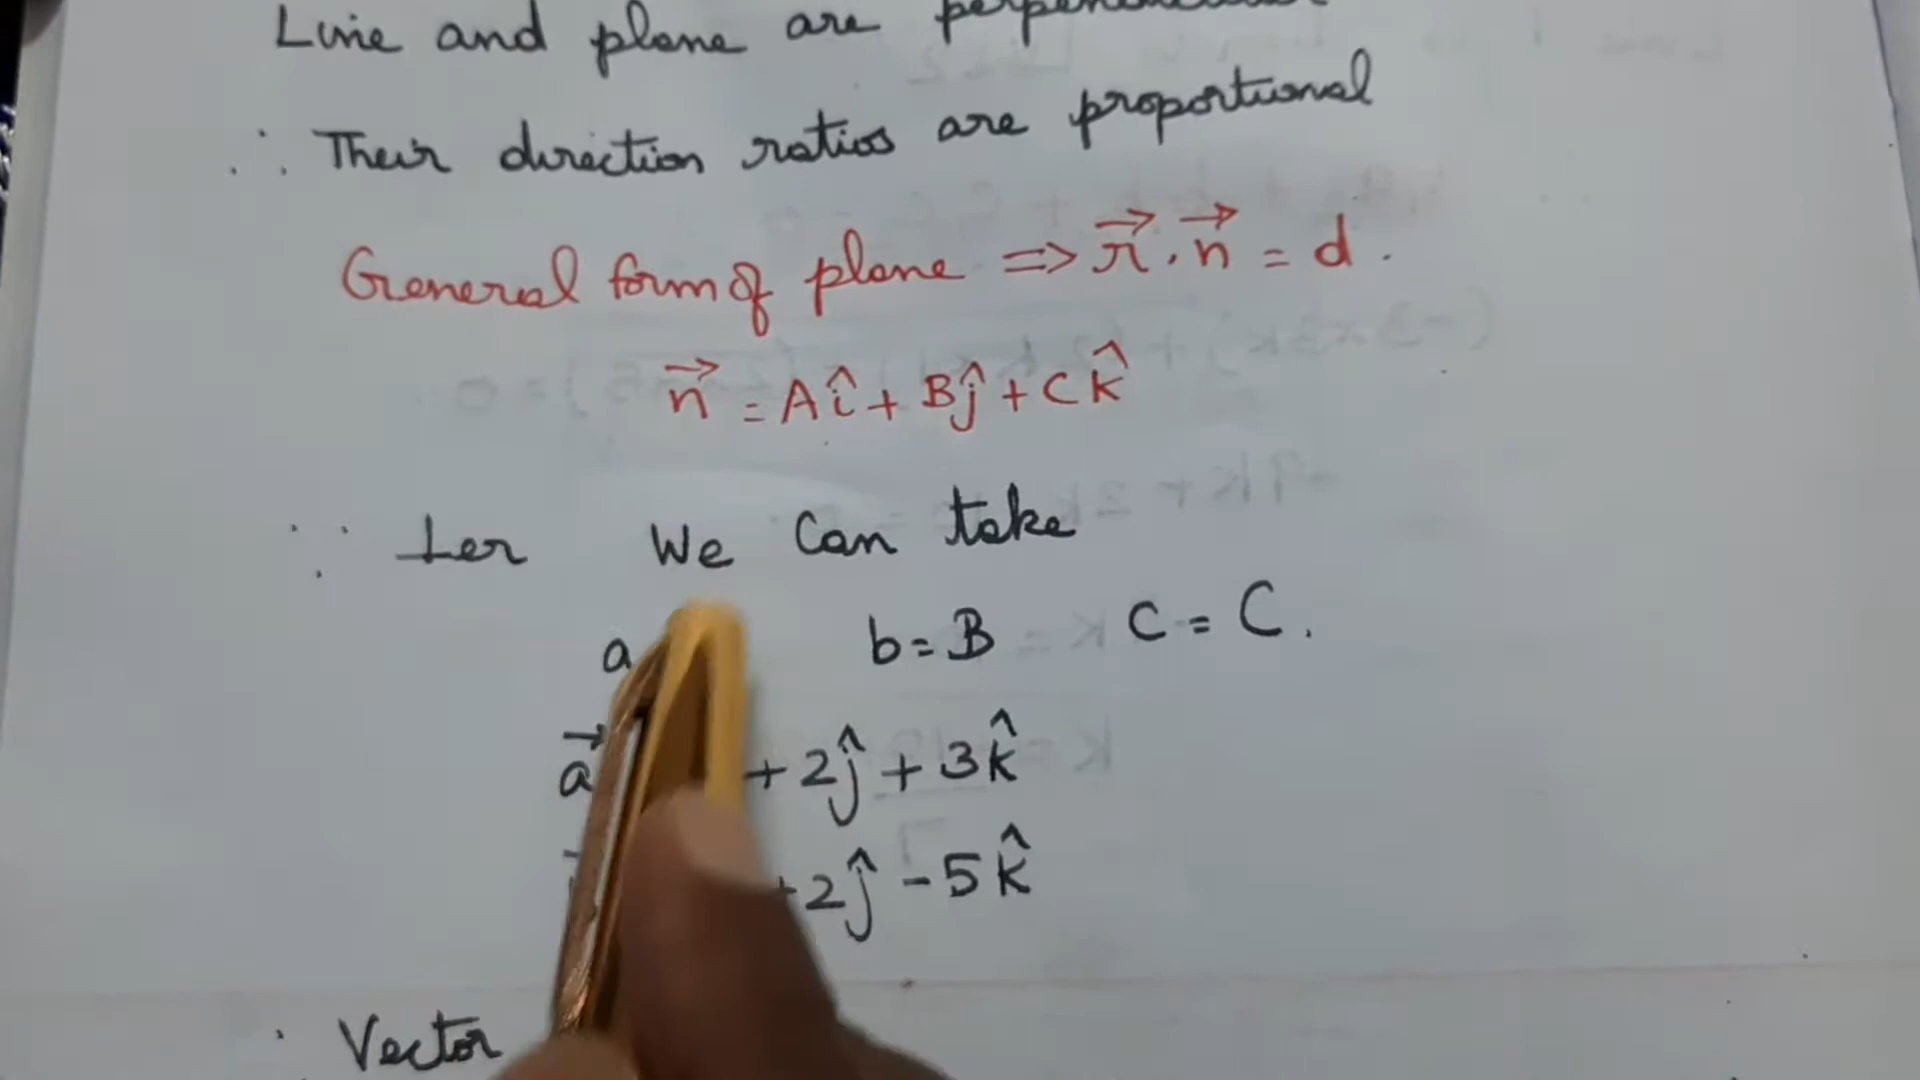 Line and plane are
∴ Their direction ratios are proportional
General form of plane ⇒ r⃗ . n⃗ = d .
n⃗ = Aî + Bĵ + Ck̂
We Can take
a b = B C = C .
a⃗ + 2ĵ + 3k̂
+ 2ĵ - 5k̂
Vector